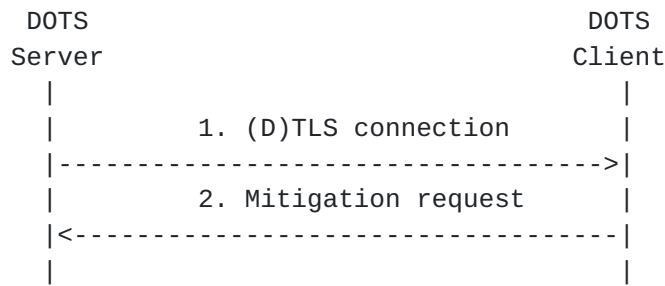 DOTS DOTS
Server Client
1. (D)TLS connection
2. Mitigation request